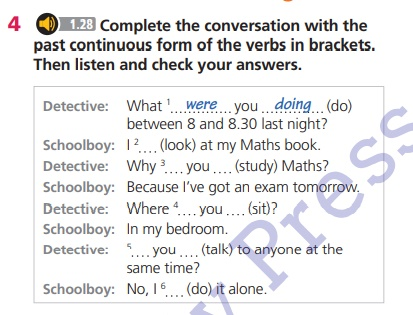 4 1.28 Complete the conversation with the
past continuous form of the verbs in brackets.
Then listen and check your answers.
Detective: What ¹ were you doing (do)
between 8 and 8.30 last night?
Schoolboy: I ².... (look) at my Maths book.
Detective: Why ³.... you .... (study) Maths?
Schoolboy: Because I've got an exam tomorrow.
Detective: Where ⁴.... you .... (sit)?
Schoolboy: In my bedroom.
Detective: ⁵.... you .... (talk) to anyone at the
same time?
Schoolboy: No, I ⁶.... (do) it alone.
y Press